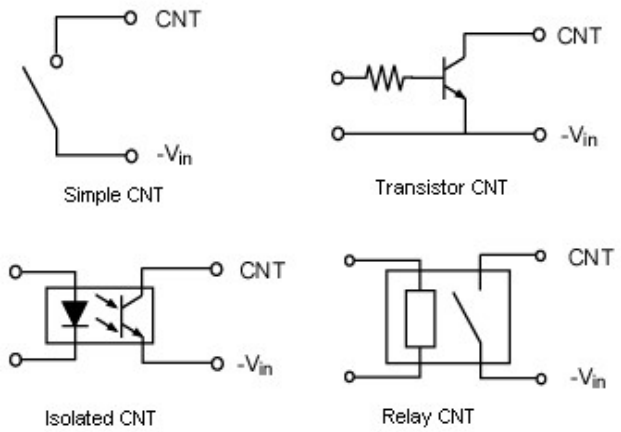 CNT
-Vin
Simple CNT
CNT
-Vin
Transistor CNT
CNT
-Vin
Isolated CNT
CNT
-Vin
Relay CNT